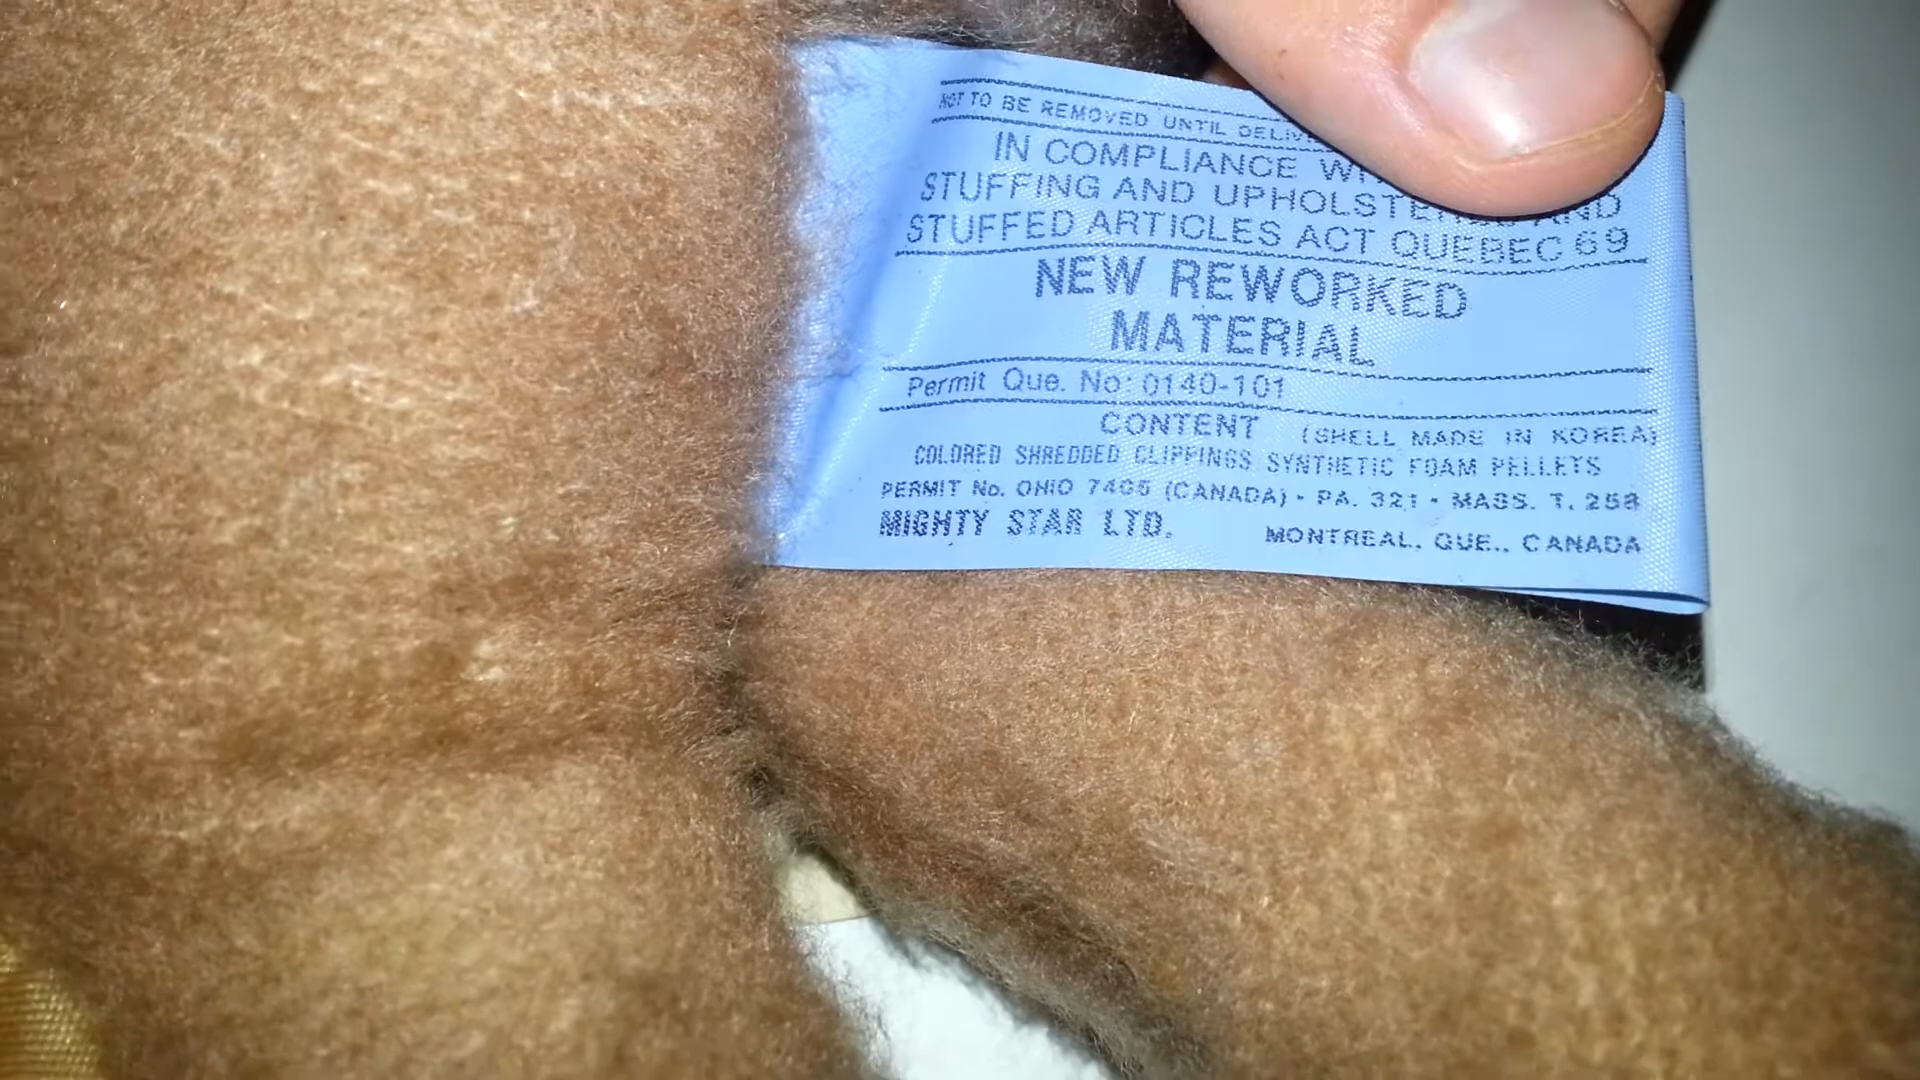 NOT TO BE REMOVED UNTIL
IN COMPLIANCE
STUFFING AND UPHOLSTERED AND
STUFFED ARTICLES ACT QUEBEC 69
NEW REWORKED
MATERIAL
Permit Que. No: 0140-101
CONTENT (SHELL MADE IN KOREA)
COLORED SHREDDED CLIPPINGS SYNTHETIC FOAM PELLETS
PERMIT No. OHIO 7405 (CANADA) - PA. 321 - MASS. T. 258
MIGHTY STAR LTD. MONTREAL, QUE., CANADA